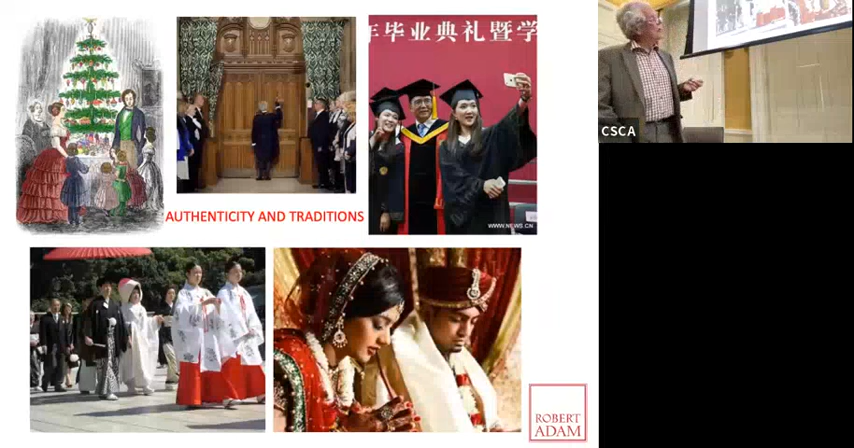 年毕业典礼暨学
CSCA
AUTHENTICITY AND TRADITIONS
WWW.NEWS.CN
ROBERT
ADAM